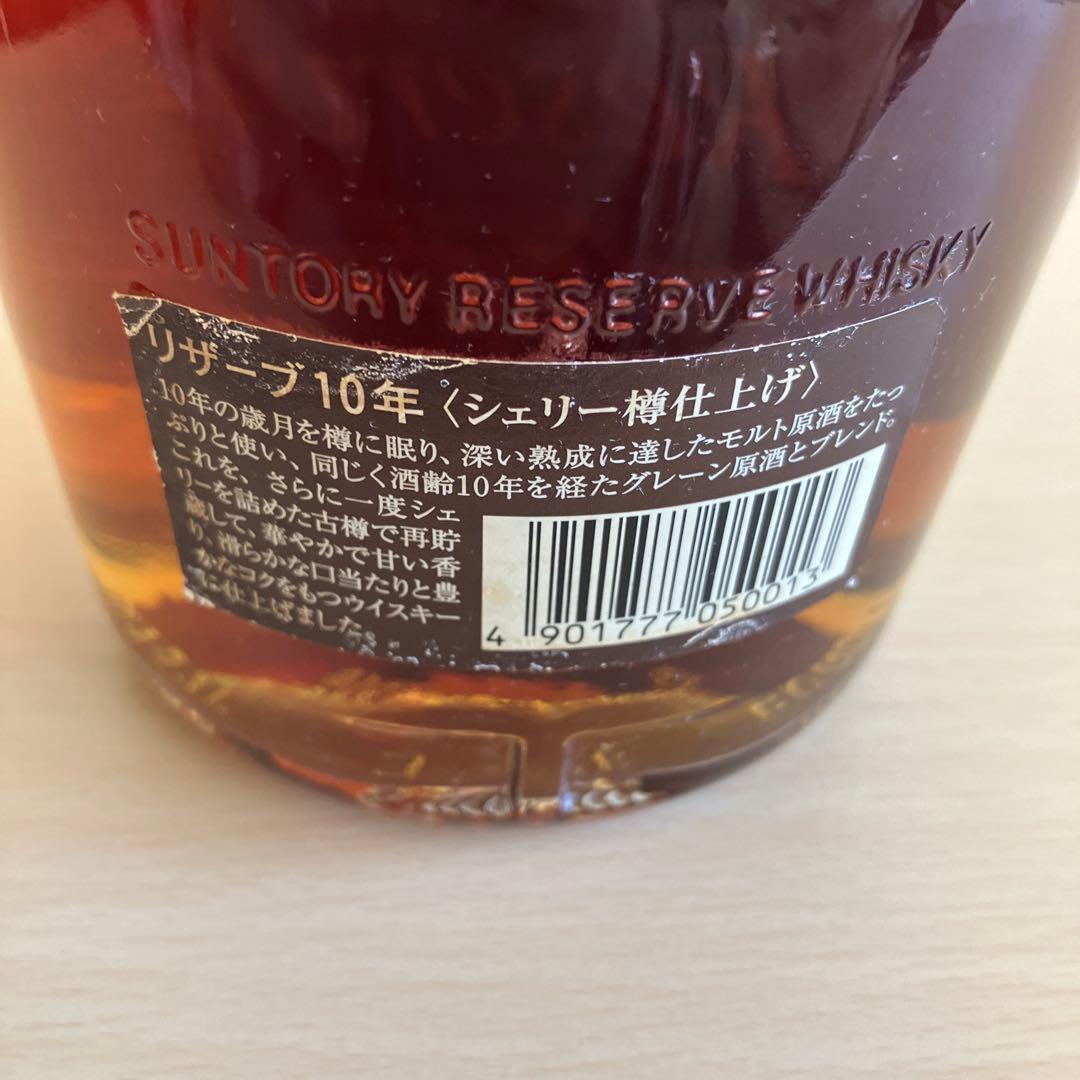 SUNTORY RESERVE WHISKY
リザーブ10年〈シェリー樽仕上げ〉
10年の歳月を樽に眠り、深い熟成に達したモルト原酒をたっ
ぷりと使い、同じく酒齢10年を経たグレーン原酒とブレンド。
これを、さらに一度シェ
リーを詰めた古樽で再貯
蔵して、華やかで甘い香
り、滑らかな口当たりと豊
かなコクをもつウイスキー
に仕上げました。
4 901777 050013